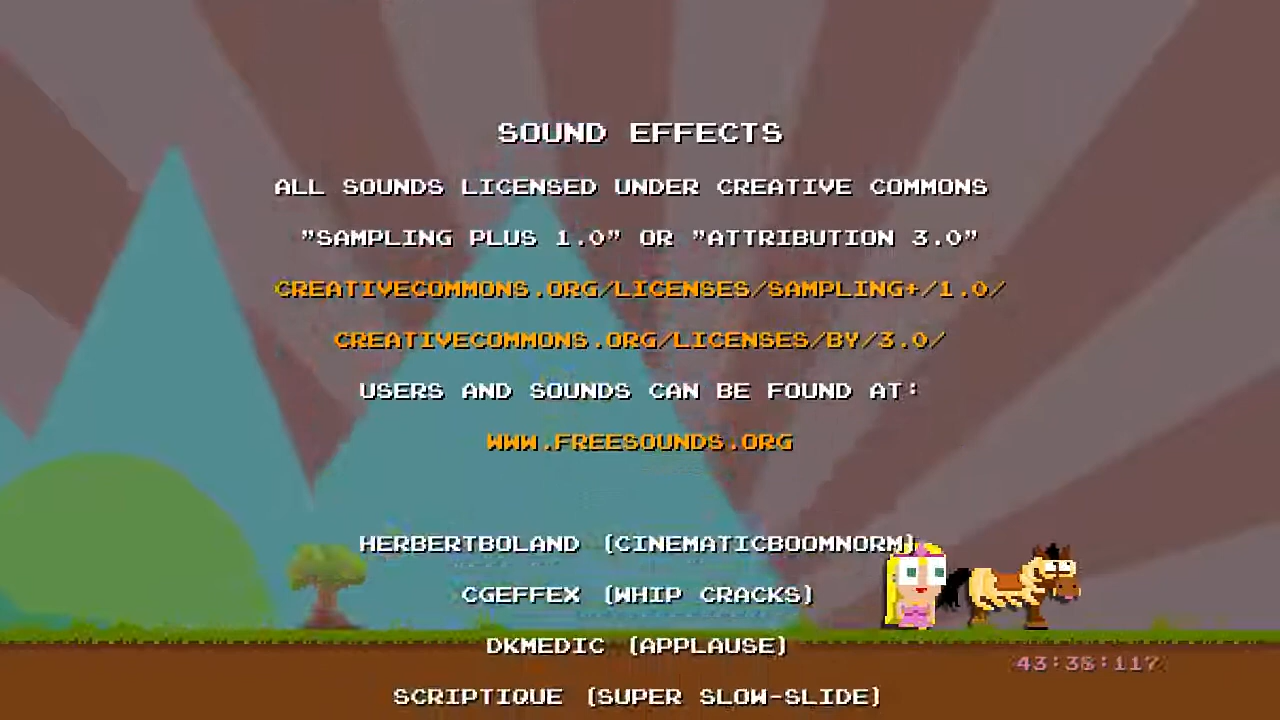 SOUND EFFECTS
ALL SOUNDS LICENSED UNDER CREATIVE COMMONS
"SAMPLING PLUS 1.0" OR "ATTRIBUTION 3.0"
CREATIVECOMMONS.ORG/LICENSES/SAMPLING+/1.0/
CREATIVECOMMONS.ORG/LICENSES/BY/3.0/
USERS AND SOUNDS CAN BE FOUND AT:
WWW.FREESOUNDS.ORG
HERBERTBOLAND (CINEMATICBOOMNORM)
CGEFFEX (WHIP CRACKS)
DKMEDIC (APPLAUSE)
43:38:117
SCRIPTIQUE (SUPER SLOW-SLIDE)